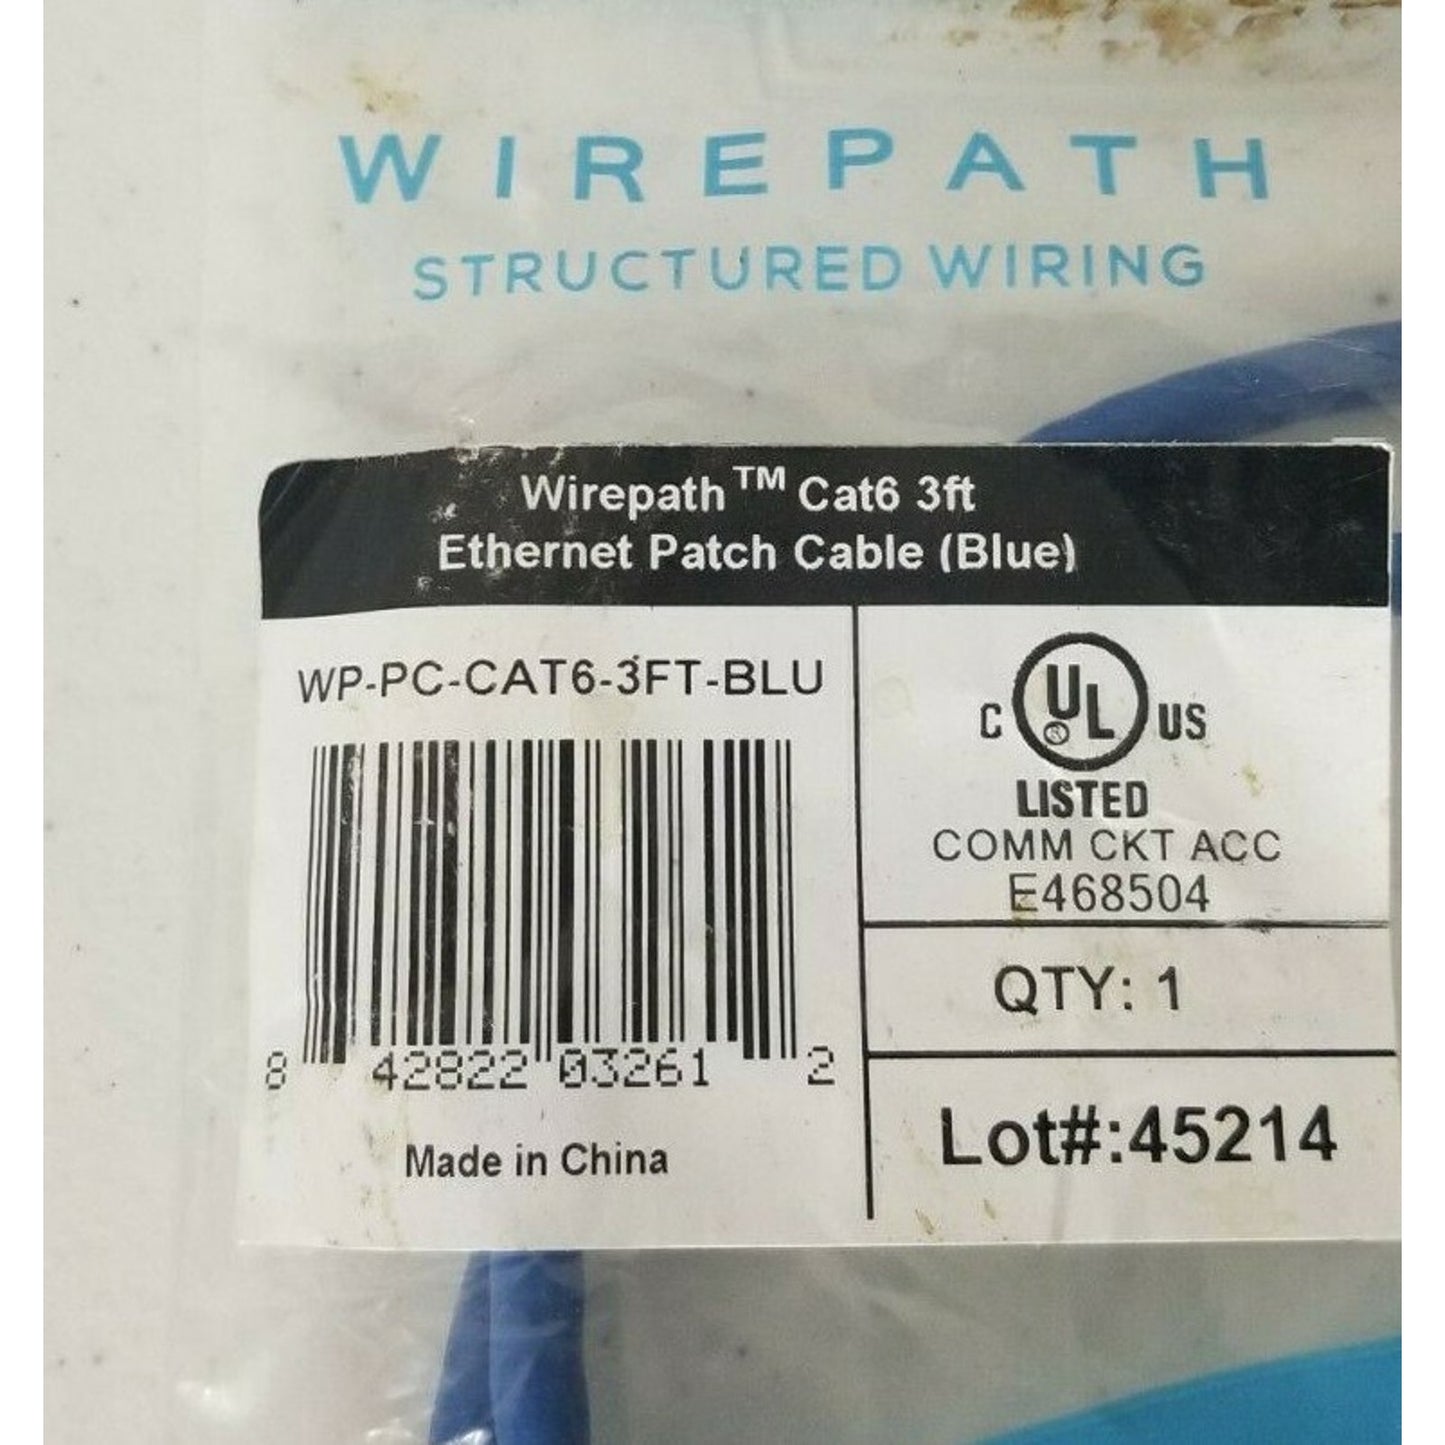 WIREPATH
STRUCTURED WIRING
Wirepath™ Cat6 3ft
Ethernet Patch Cable (Blue)
WP-PC-CAT6-3FT-BLU
8 42822 03261 2
Made in China
C UL® US
LISTED
COMM CKT ACC
E468504
QTY: 1
Lot#:45214